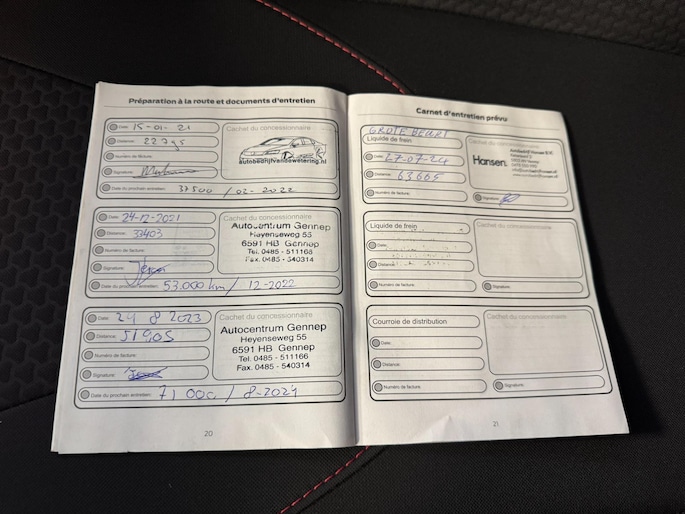 Préparation à la route et documents d'entretien
Date: 15-01-21
Distance:
Numéro de facture:
Signature:
Cachet du concessionnaire
autobedrijfvandewatering.nl
Date du prochain entretien: 37500 / 02-2022
Date: 24-12-2021
Distance: 33403
Numéro de facture:
Signature:
Cachet du concessionnaire
Autocentrum Gennep
Heyenseweg 55
6591 HB Gennep
Tel. 0485 - 511166
Fax. 0485 - 540314
Date du prochain entretien: 53.000 km / 12-2022
Date: 24 8 2023
Distance: 51905
Numéro de facture:
Signature:
Cachet du concessionnaire
Autocentrum Gennep
Heyenseweg 55
6591 HB Gennep
Tel. 0485 - 511166
Fax. 0485 - 540314
Date du prochain entretien: 71 000 / 8-2024
20
Carnet d'entretien prévu
GROTE BEURT
Liquide de frein
Date: 27-07-24
Distance: 63665
Numéro de facture:
Cachet du concessionnaire
Hansen.
Autobedrijf Hansen B.V.
Signature:
Liquide de frein
Date:
Distance:
Numéro de facture:
Cachet du concessionnaire
Signature:
Courroie de distribution
Date:
Distance:
Numéro de facture:
Cachet du concessionnaire
Signature:
21